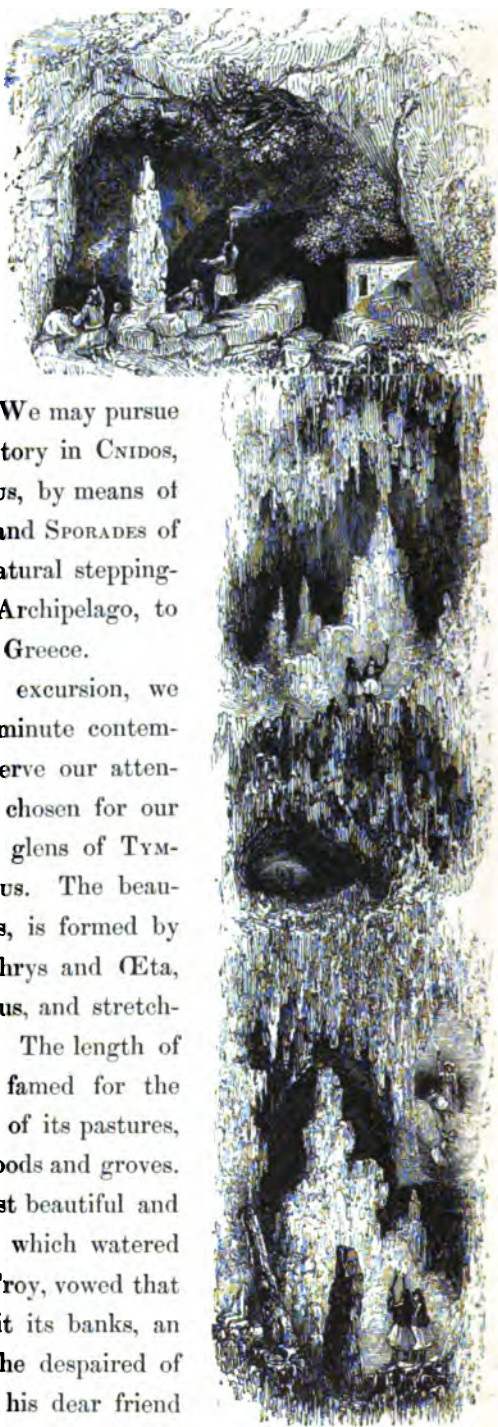 We may pursue
tory in CNIDOS,
US, by means of
and SPORADES of
atural stepping-
Archipelago, to
Greece.
excursion, we
minute contem-
erve our atten-
chosen for our
glens of TYM-
US. The beau-
s, is formed by
hrys and Œta,
us, and stretch-
The length of
famed for the
of its pastures,
oods and groves.
st beautiful and
which watered
Troy, vowed that
it its banks, an
he despaired of
his dear friend